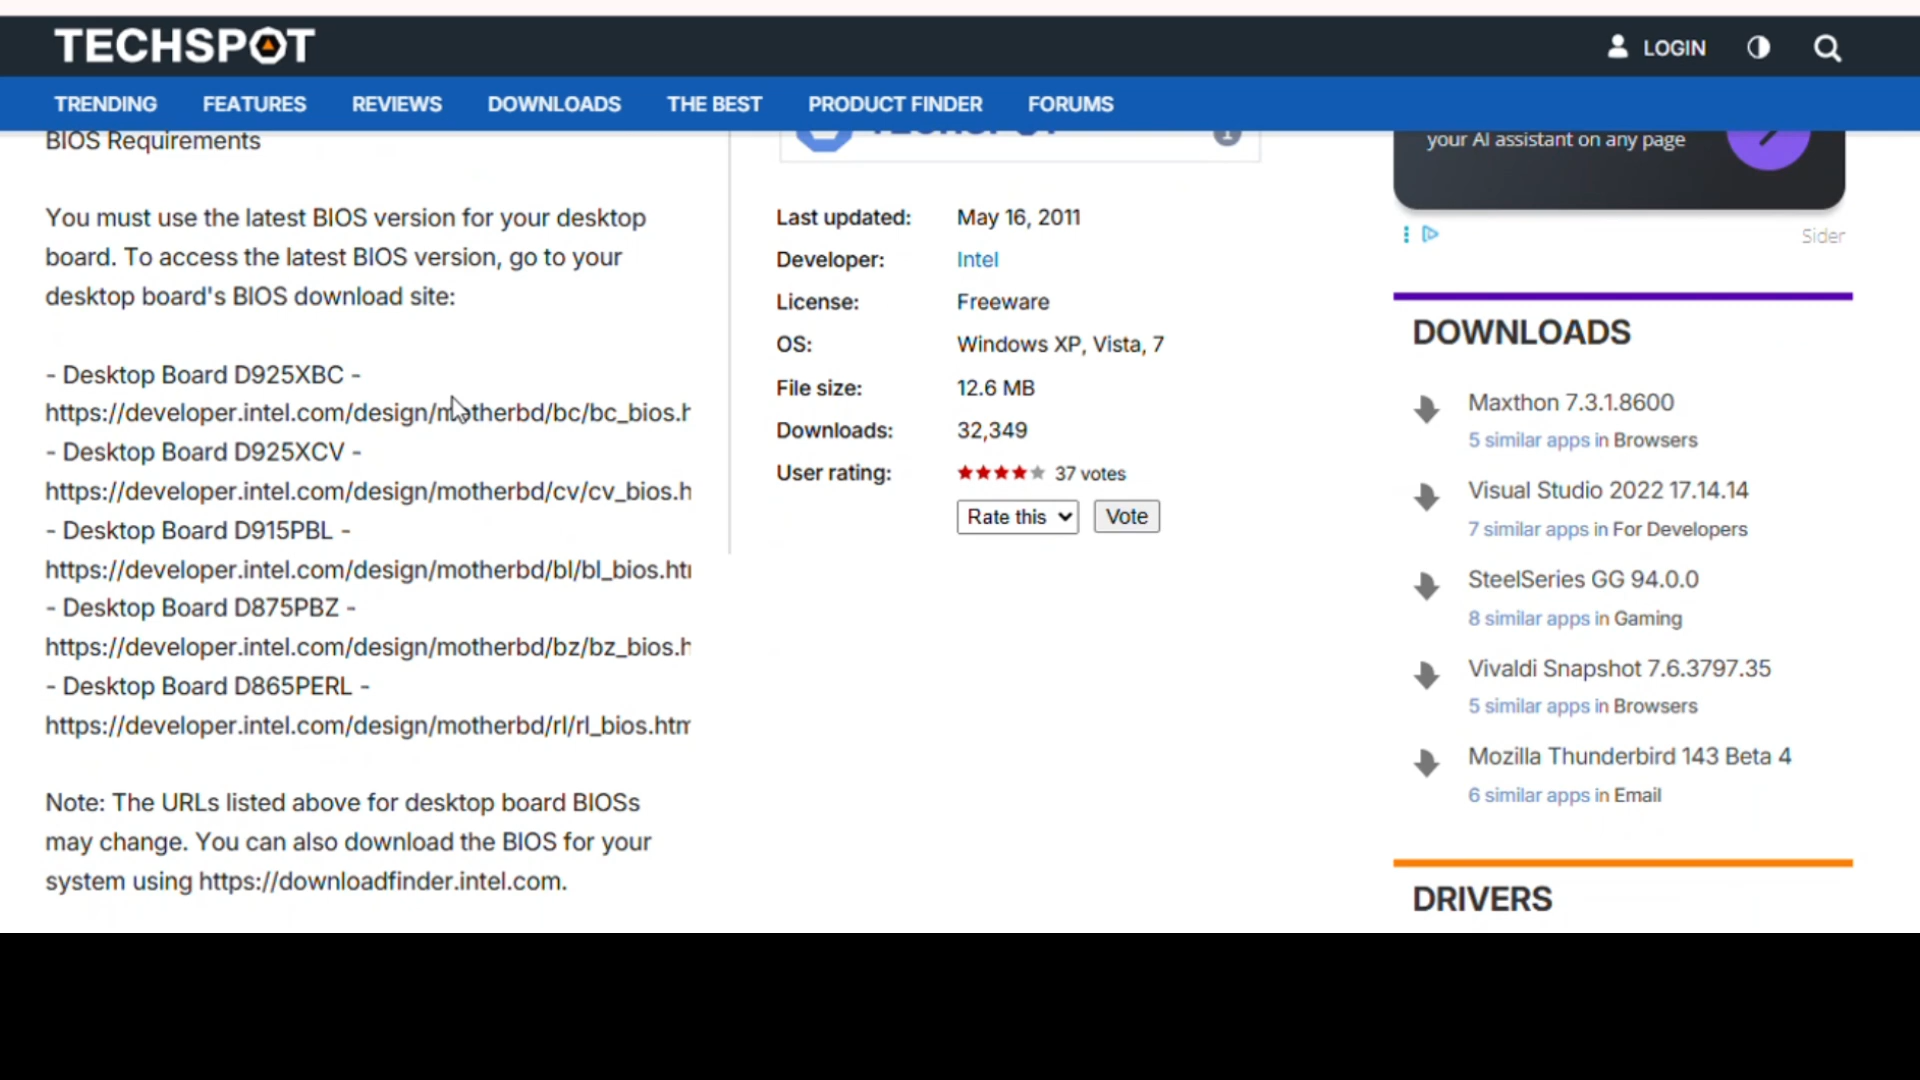 TECHSPOT
LOGIN
TRENDING FEATURES REVIEWS DOWNLOADS THE BEST PRODUCT FINDER FORUMS
BIOS Requirements
You must use the latest BIOS version for your desktop
board. To access the latest BIOS version, go to your
desktop board's BIOS download site:
- Desktop Board D925XBC -
https://developer.intel.com/design/motherbd/bc/bc_bios.h
- Desktop Board D925XCV -
https://developer.intel.com/design/motherbd/cv/cv_bios.h
- Desktop Board D915PBL -
https://developer.intel.com/design/motherbd/bl/bl_bios.htm
- Desktop Board D875PBZ -
https://developer.intel.com/design/motherbd/bz/bz_bios.h
- Desktop Board D865PERL -
https://developer.intel.com/design/motherbd/rl/rl_bios.htm
Note: The URLs listed above for desktop board BIOSs
may change. You can also download the BIOS for your
system using https://downloadfinder.intel.com.
TECHSPOT
Last updated: May 16, 2011
Developer: Intel
License: Freeware
OS: Windows XP, Vista, 7
File size: 12.6 MB
Downloads: 32,349
User rating: 37 votes
Rate this Vote
your AI assistant on any page
Sider
DOWNLOADS
Maxthon 7.3.1.8600
5 similar apps in Browsers
Visual Studio 2022 17.14.14
7 similar apps in For Developers
SteelSeries GG 94.0.0
8 similar apps in Gaming
Vivaldi Snapshot 7.6.3797.35
5 similar apps in Browsers
Mozilla Thunderbird 143 Beta 4
6 similar apps in Email
DRIVERS